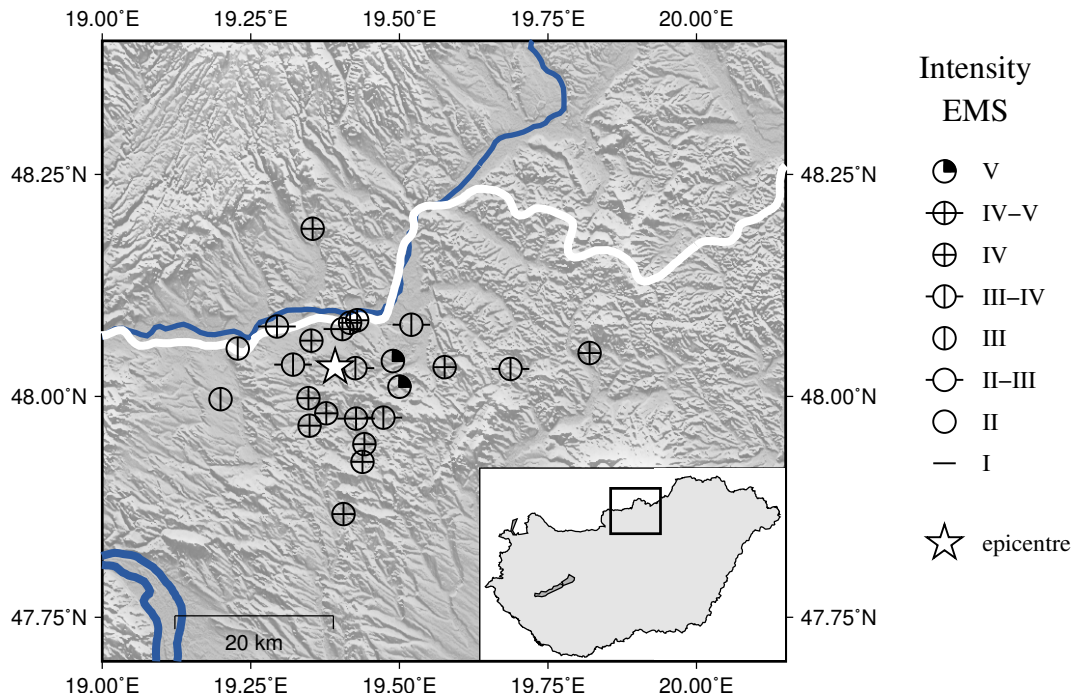 19.00°E 19.25°E 19.50°E 19.75°E 20.00°E
48.25°N 48.25°N
48.00°N 48.00°N
47.75°N 47.75°N
20 km
19.00°E 19.25°E 19.50°E 19.75°E 20.00°E
Intensity
EMS
V
IV–V
IV
III–IV
III
II–III
II
I
epicentre